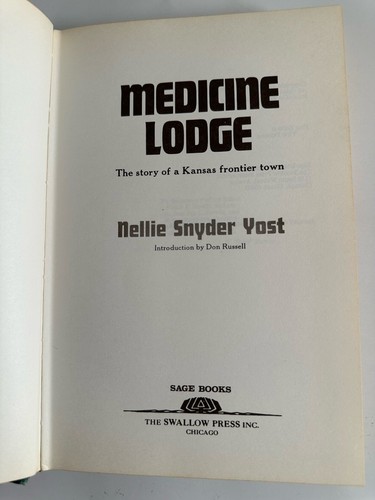 MEDICINE
LODGE
The story of a Kansas frontier town
Nellie Snyder Yost
Introduction by Don Russell
SAGE BOOKS
THE SWALLOW PRESS INC.
CHICAGO